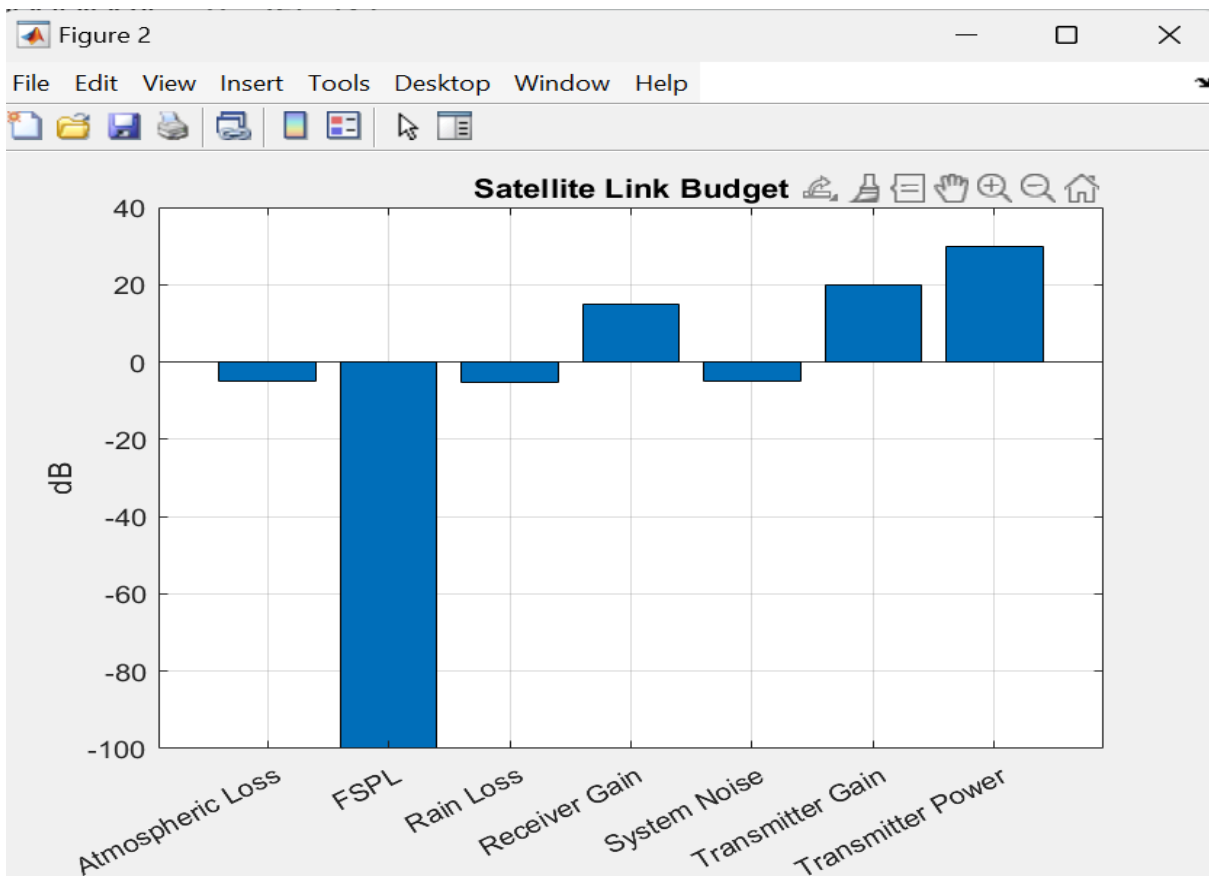 Figure 2
File Edit View Insert Tools Desktop Window Help
Satellite Link Budget
40
20
0
-20
-40
-60
-80
-100
dB
Atmospheric Loss
FSPL
Rain Loss
Receiver Gain
System Noise
Transmitter Gain
Transmitter Power